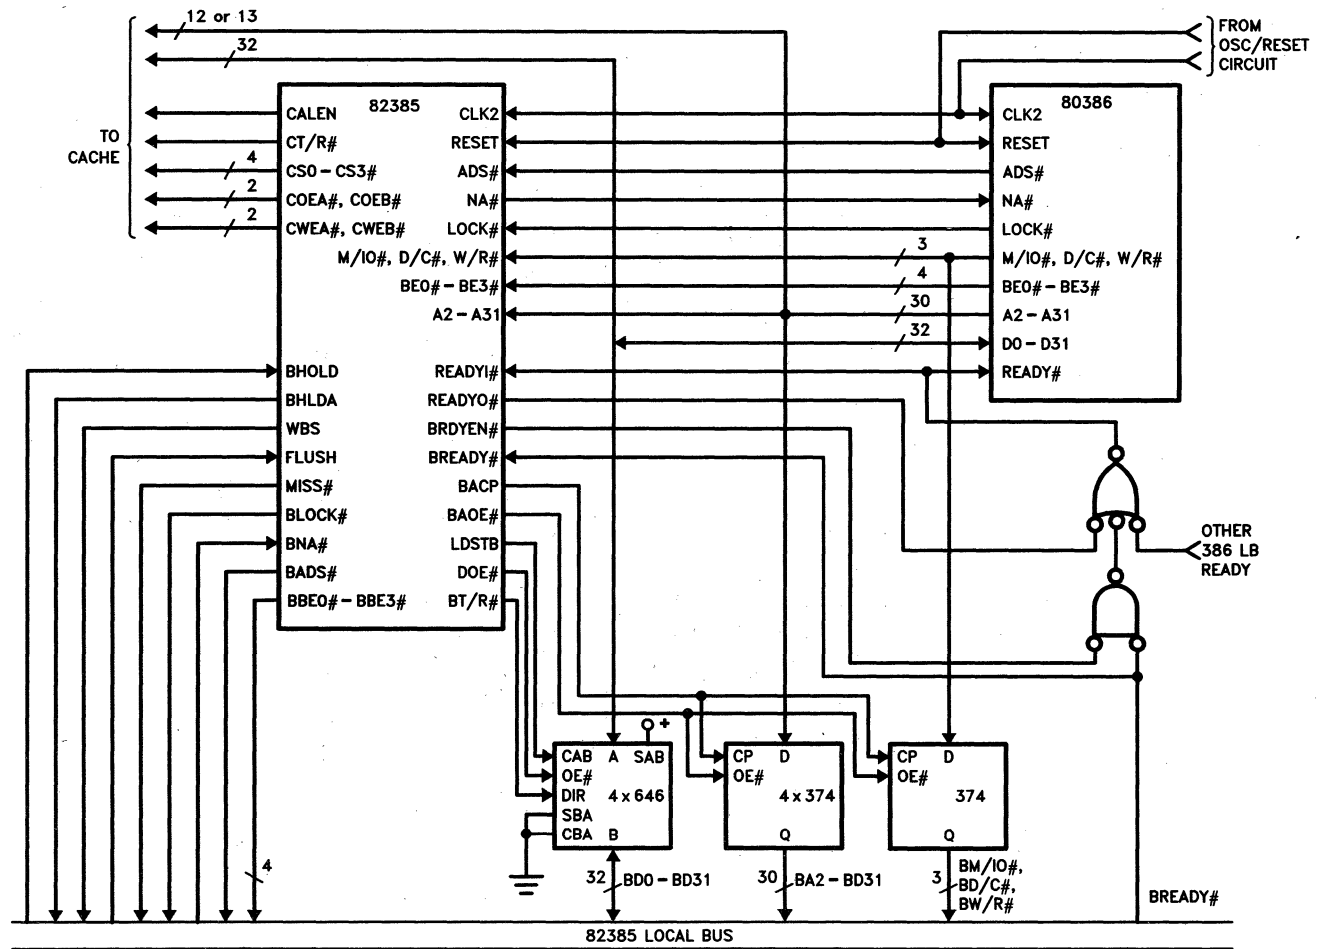 12 or 13
32
FROM
OSC/RESET
CIRCUIT
TO
CACHE
82385
CALEN
CT/R#
4
CS0-CS3#
2
COEA#, COEB#
2
CWEA#, CWEB#
CLK2
RESET
ADS#
NA#
LOCK#
M/IO#, D/C#, W/R#
BE0#-BE3#
A2-A31
3
4
30
32
80386
CLK2
RESET
ADS#
NA#
LOCK#
M/IO#, D/C#, W/R#
BE0#-BE3#
A2-A31
D0-D31
READY#
BHOLD
BHLDA
WBS
FLUSH
MISS#
BLOCK#
BNA#
BADS#
BBE0#-BBE3#
READYI#
READYO#
BRDYEN#
BREADY#
BACP
BAOE#
LDSTB
DOE#
BT/R#
OTHER
386 LB
READY
+
CAB A SAB
OE#
DIR 4x646
SBA
CBA B
CP D
OE#
4x374
Q
CP D
OE#
374
Q
4
32 BD0-BD31
30 BA2-BD31
3 BM/IO#,
BD/C#,
BW/R#
BREADY#
82385 LOCAL BUS